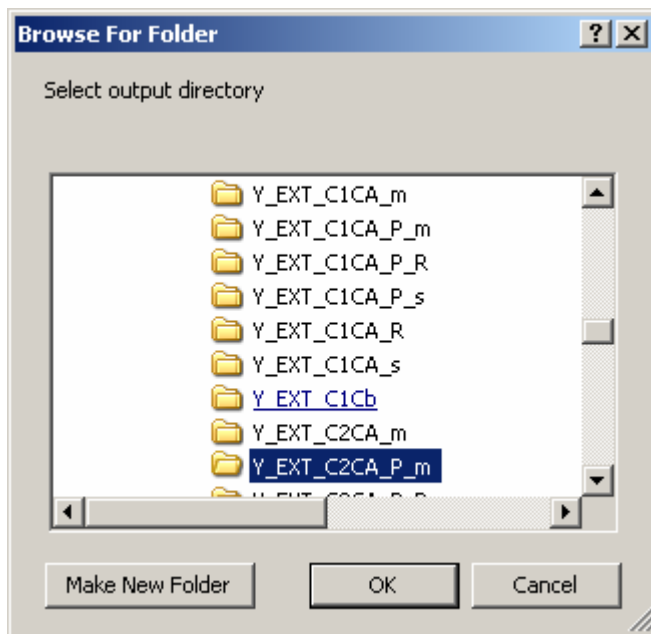 Browse For Folder
Select output directory
Y_EXT_C1CA_m
Y_EXT_C1CA_P_m
Y_EXT_C1CA_P_R
Y_EXT_C1CA_P_s
Y_EXT_C1CA_R
Y_EXT_C1CA_s
Y_EXT_C1Cb
Y_EXT_C2CA_m
Y_EXT_C2CA_P_m
Make New Folder
OK
Cancel